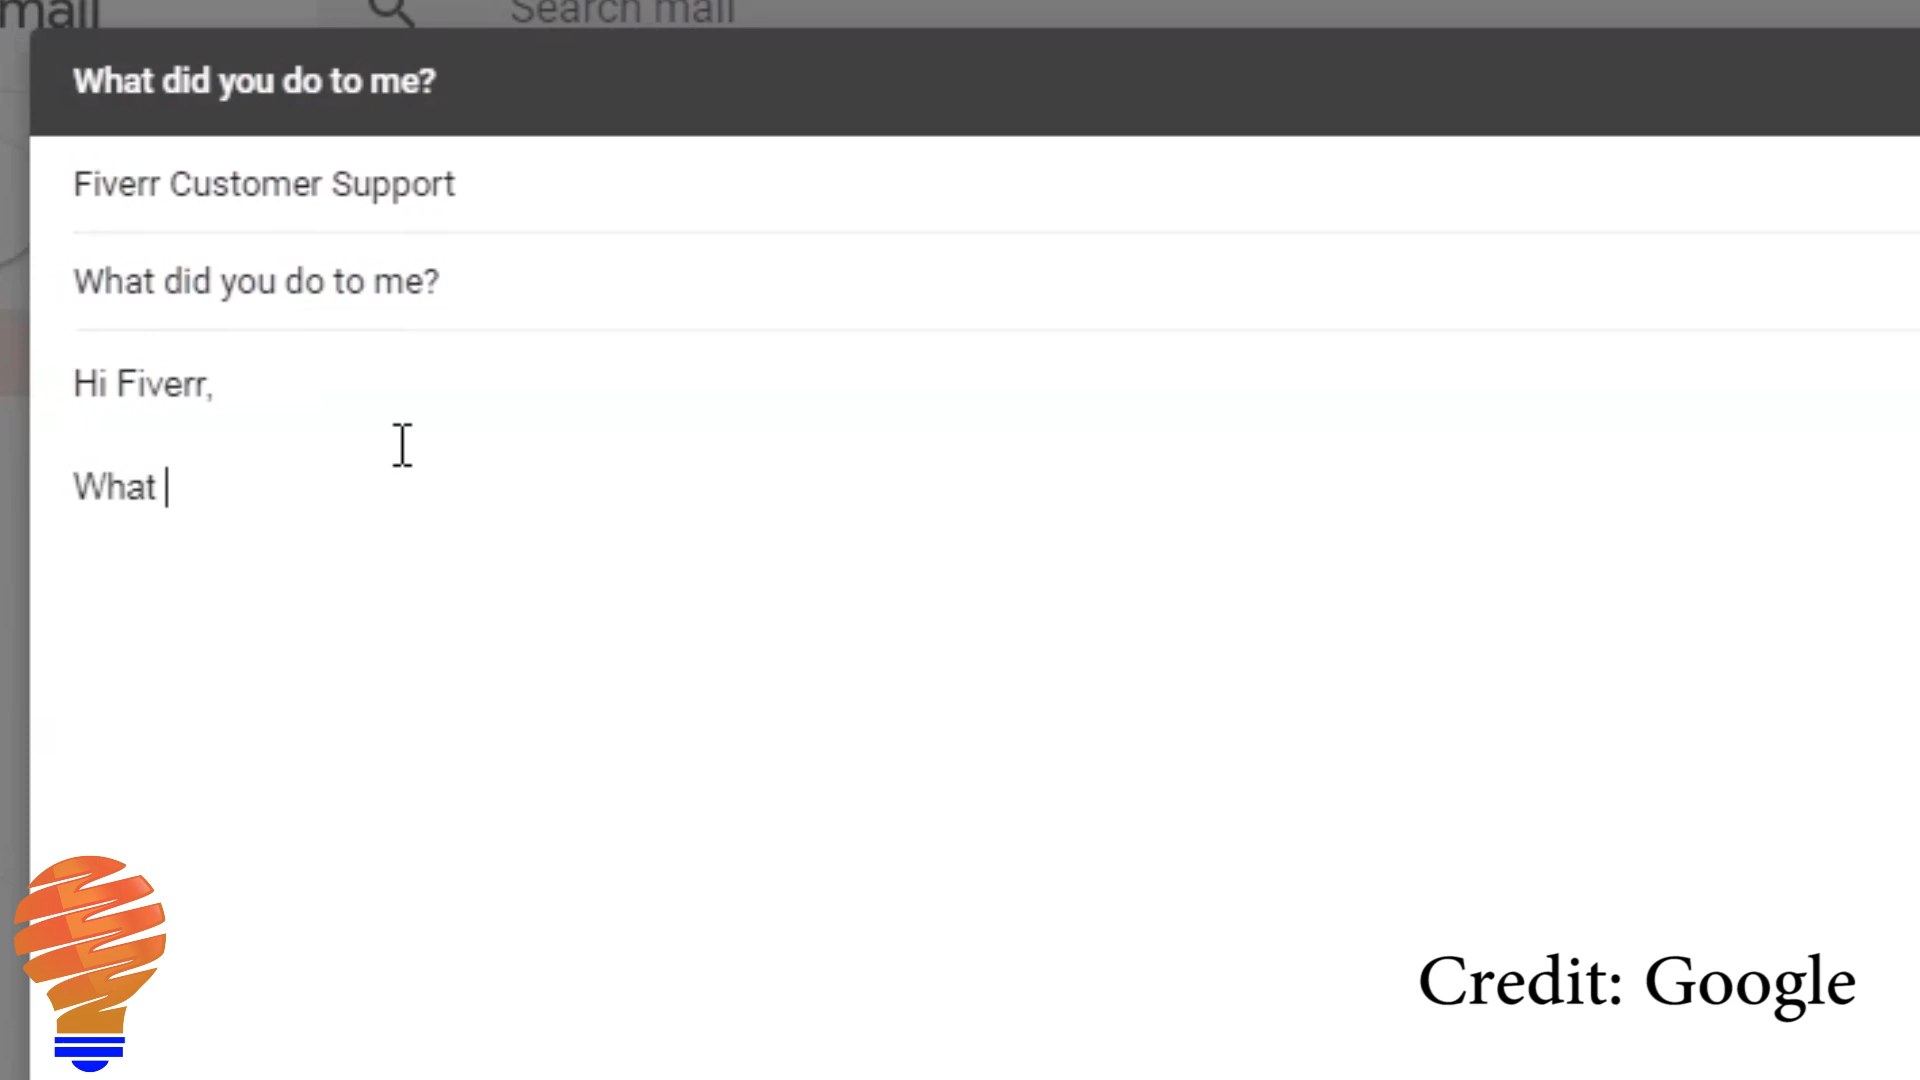 mail
Search mail
What did you do to me?
Fiverr Customer Support
What did you do to me?
Hi Fiverr,
What
Credit: Google